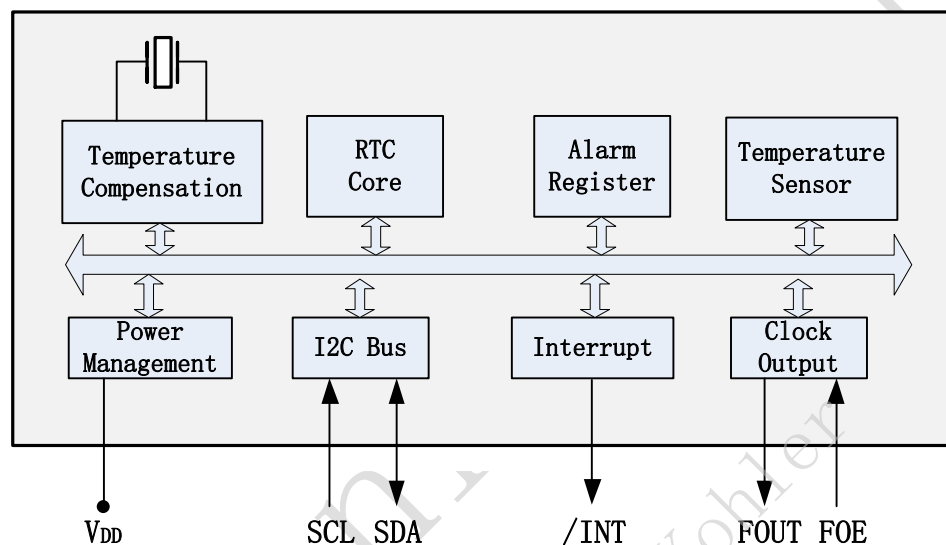 Temperature
Compensation
RTC
Core
Alarm
Register
Temperature
Sensor
Power
Management
I2C Bus
Interrupt
Clock
Output
VDD
SCL SDA
/INT
FOUT FOE
Kohler